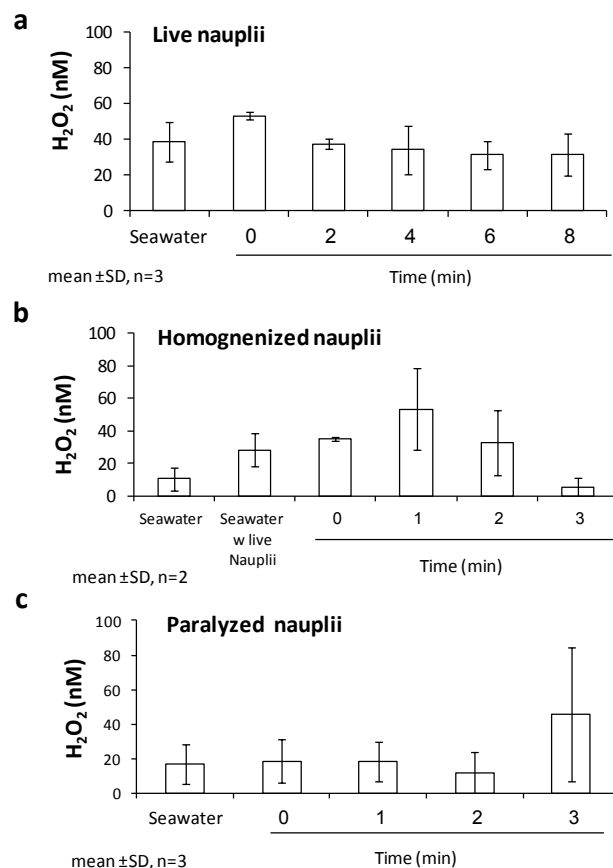 a
Live nauplii
H₂O₂ (nM)
100
80
60
40
20
0
Seawater 0 2 4 6 8
mean ±SD, n=3 Time (min)
b
Homognenized nauplii
H₂O₂ (nM)
100
80
60
40
20
0
Seawater Seawater 0 1 2 3
w live
Nauplii
Time (min)
mean ±SD, n=2
c
Paralyzed nauplii
H₂O₂ (nM)
100
80
60
40
20
0
Seawater 0 1 2 3
Time (min)
mean ±SD, n=3